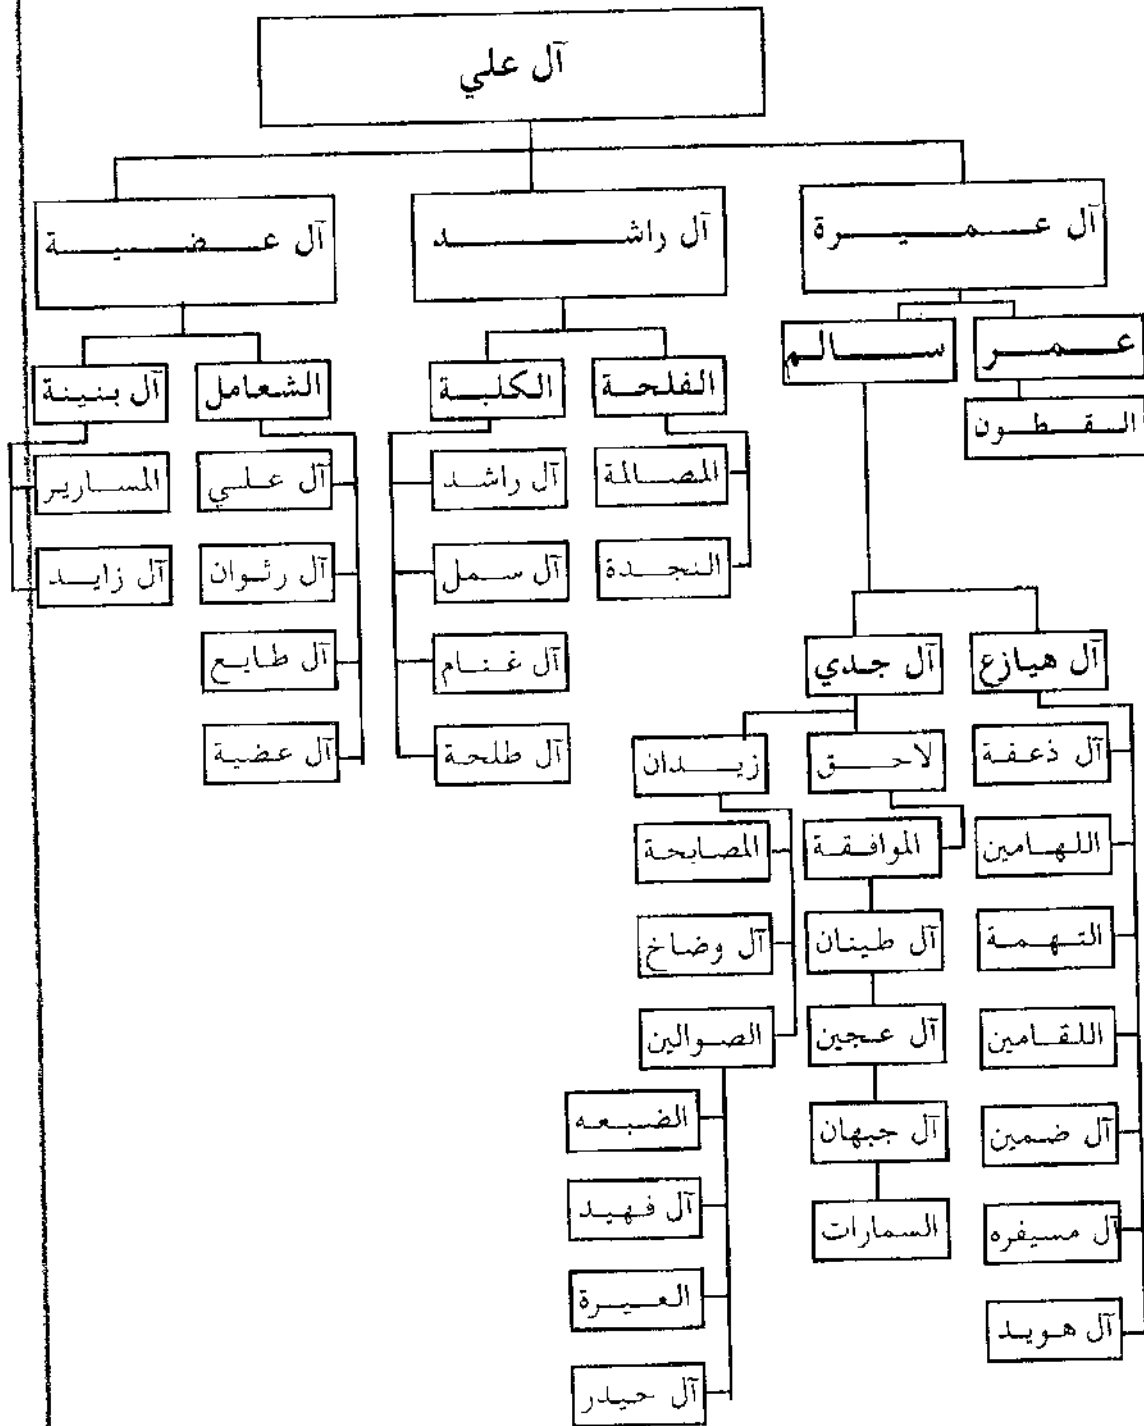 آل علي
آل عميرة
آل راشد
آل عضية
عمر
سالم
الفلحة
الكلبة
الشعامل
آل بنينة
السقطون
المصالمة
النجدة
آل راشد
آل سمل
آل غنام
آل طلحة
آل علي
آل رثوان
آل طايع
آل عضية
المسارير
آل زايد
آل هيازع
آل جدي
آل ذعفة
اللهامين
التهمة
اللقامين
آل ضمين
آل مسيفره
آل هويد
لاحق
الموافقة
آل طينان
آل عجين
آل جبهان
السمارات
زيدان
المصابحة
آل وضاخ
الصوالين
الضبعه
آل فهيد
العيرة
آل حيدر